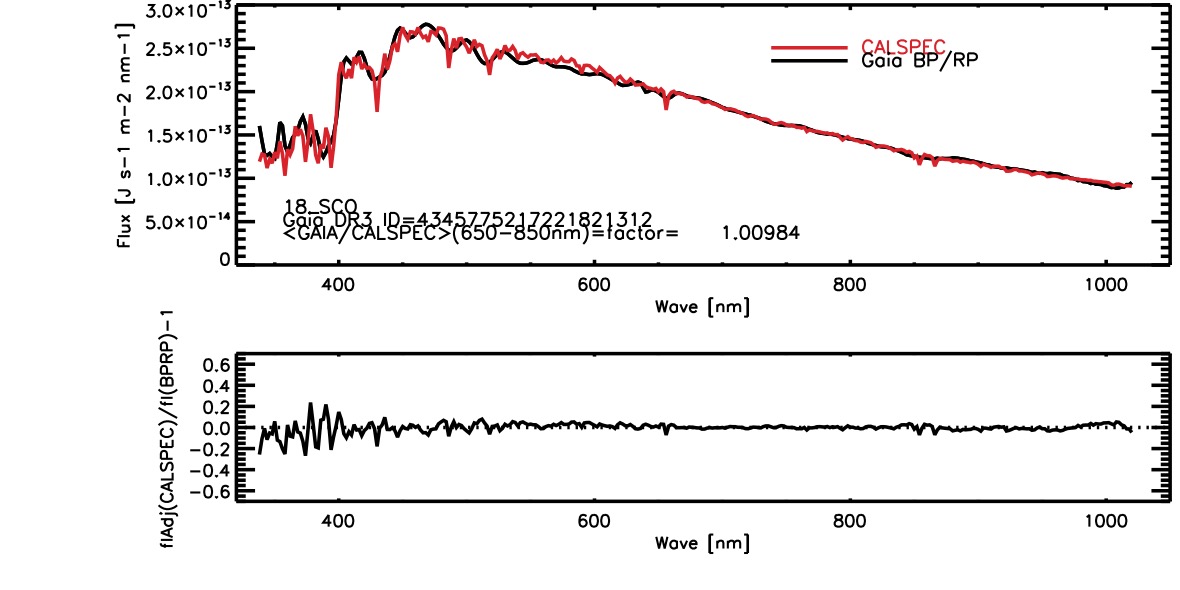 3.0×10−13
2.5×10−13
2.0×10−13
1.5×10−13
1.0×10−13
5.0×10−14
0
Flux [J s−1 m−2 nm−1]
CALSPEC
Gaia BP/RP
18_SCO
Gaia DR3 ID=4345775217221821312
<GAIA/CALSPEC>(650−850nm)=factor= 1.00984
400 600 800 1000
Wave [nm]
flAdj(CALSPEC)/fl(BPRP)−1
0.6
0.4
0.2
0.0
−0.2
−0.4
−0.6
400 600 800 1000
Wave [nm]